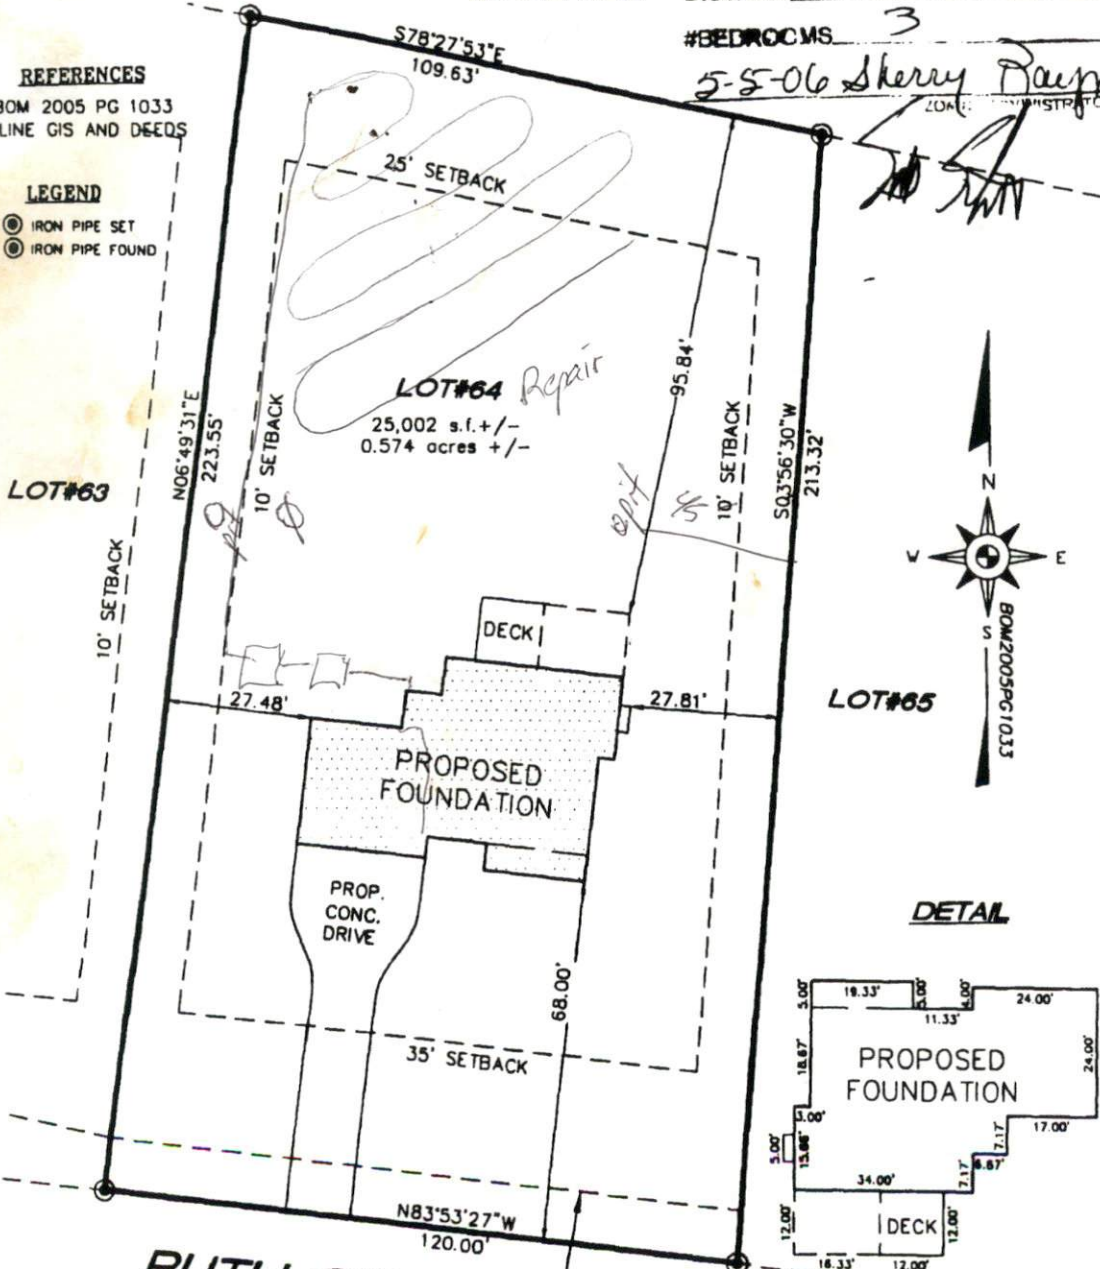 #BEDROOMS 3
5-5-06 Sherry
REFERENCES
BOM 2005 PG 1033
LINE GIS AND DEEDS
LEGEND
IRON PIPE SET
IRON PIPE FOUND
S78°27'53"E
109.63'
25' SETBACK
LOT#64 Repair
25,002 s.f.+/-
0.574 acres +/-
95.84'
N06°49'31"E
223.55'
10' SETBACK
10' SETBACK
S03°56'30"W
213.32'
LOT#63
10' SETBACK
pit
pit
45
N
W E
S
BOM2005PG1033
DECK
27.48'
27.81'
LOT#65
PROPOSED
FOUNDATION
PROP.
CONC.
DRIVE
68.00'
35' SETBACK
N83°53'27"W
120.00'
DETAIL
5.00'
19.33'
5.00'
4.00'
24.00'
11.33'
18.67'
24.00'
PROPOSED
FOUNDATION
3.00'
17.00'
5.00'
15.66'
7.17'
6.67'
34.00'
7.17'
12.00'
DECK
12.00'
16.33'
12.00'